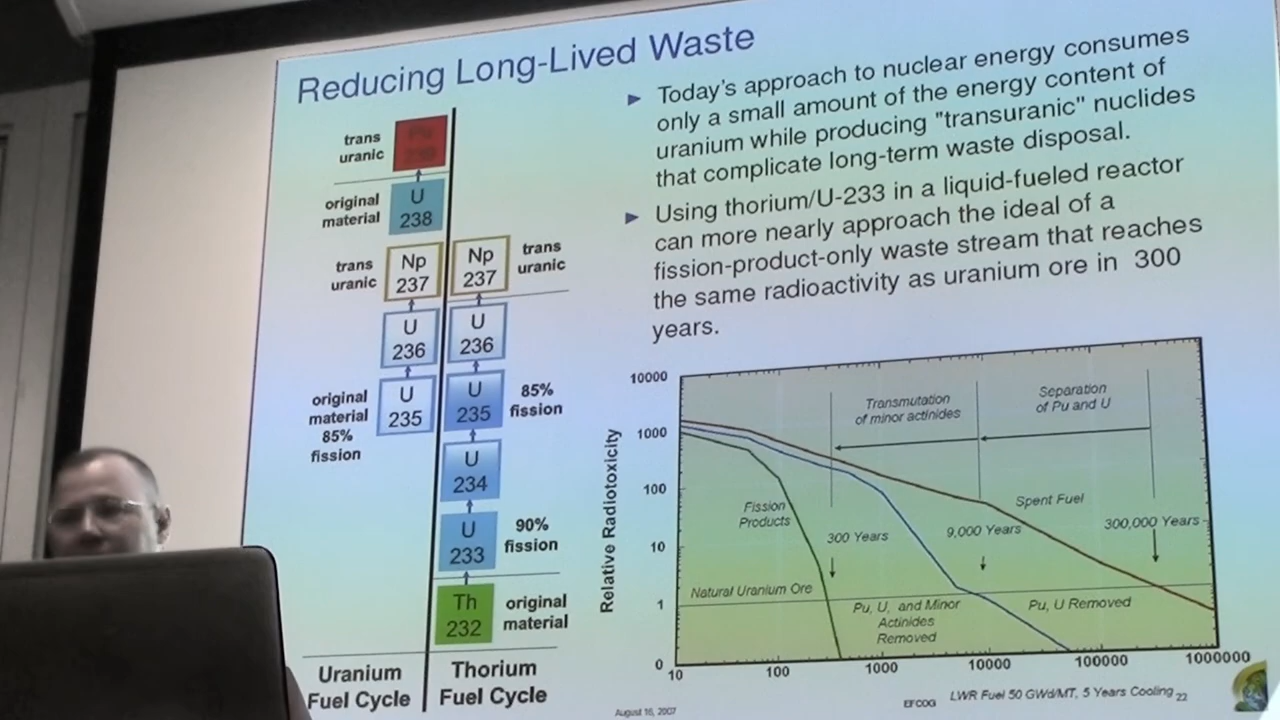 Reducing Long-Lived Waste
► Today's approach to nuclear energy consumes
only a small amount of the energy content of
uranium while producing "transuranic" nuclides
that complicate long-term waste disposal.
► Using thorium/U-233 in a liquid-fueled reactor
can more nearly approach the ideal of a
fission-product-only waste stream that reaches
the same radioactivity as uranium ore in 300
years.
trans
uranic
original
material
U
238
trans
uranic
Np
237
Np
237
trans
uranic
U
236
U
236
original
material
85%
fission
U
235
U
235
85%
fission
U
234
U
233
90%
fission
Th
232
original
material
Uranium
Fuel Cycle
Thorium
Fuel Cycle
Relative Radiotoxicity
10000
1000
100
10
1
0
10
100
1000
10000
100000
1000000
Transmutation
of minor actinides
Separation
of Pu and U
Fission
Products
300 Years
9,000 Years
Spent Fuel
300,000 Years
Natural Uranium Ore
Pu, U, and Minor
Actinides
Removed
Pu, U Removed
August 16, 2007
EFCOG
LWR Fuel 50 GWd/MT, 5 Years Cooling
22